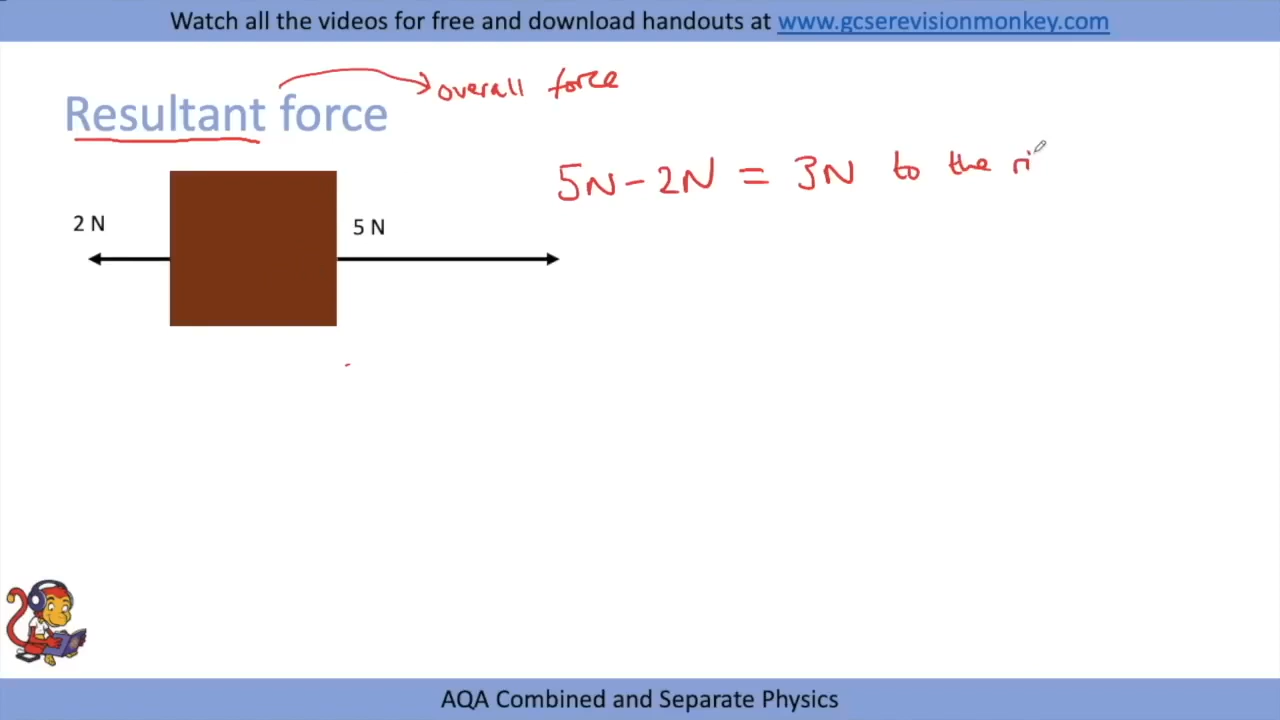 Watch all the videos for free and download handouts at www.gcserevisionmonkey.com
Resultant force
overall force
5N - 2N = 3N to the ri
2 N
5 N
AQA Combined and Separate Physics